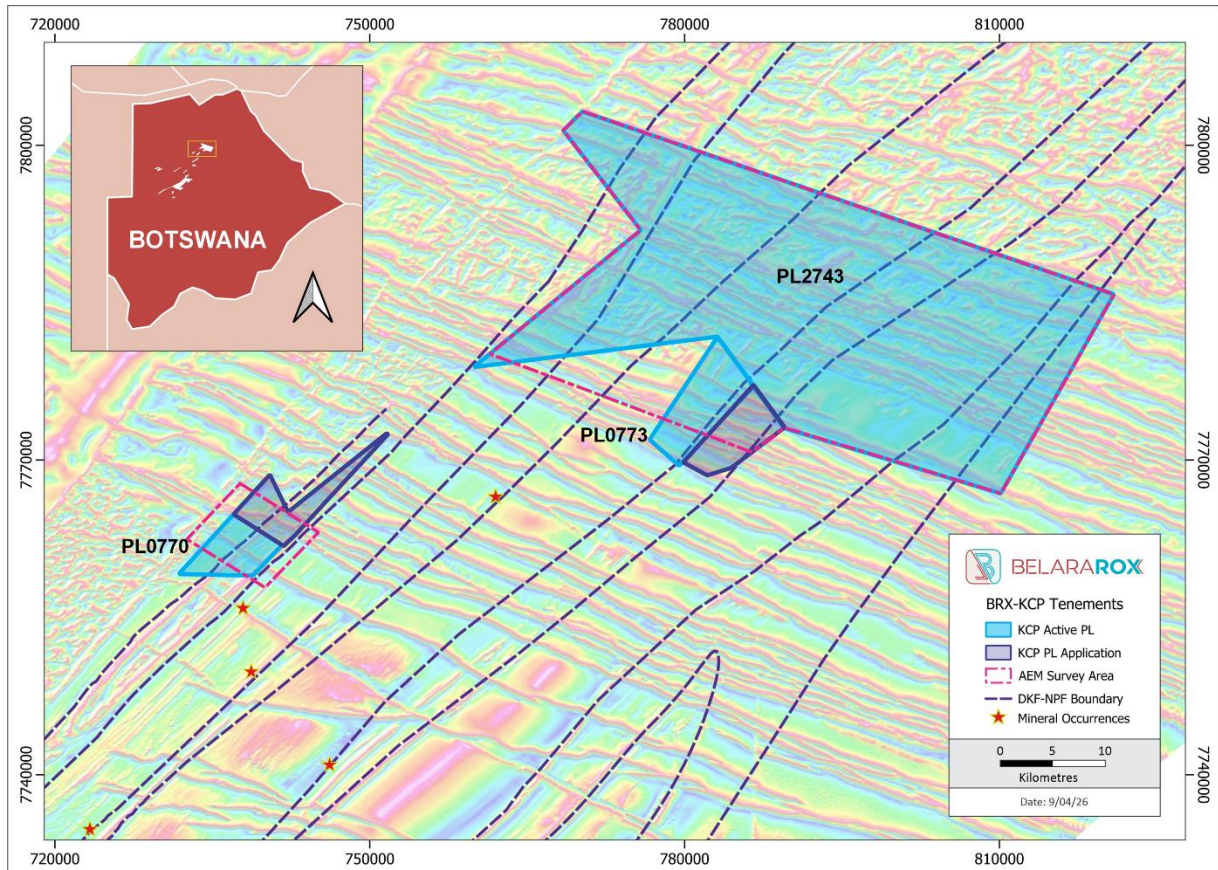 720000
750000
780000
810000
7800000
7800000
BOTSWANA
PL2743
PL0773
7770000
7770000
PL0770
BELARAROX
BRX-KCP Tenements
KCP Active PL
KCP PL Application
AEM Survey Area
DKF-NPF Boundary
Mineral Occurrences
0 5 10
Kilometres
Date: 9/04/26
7740000
7740000
720000
750000
780000
810000